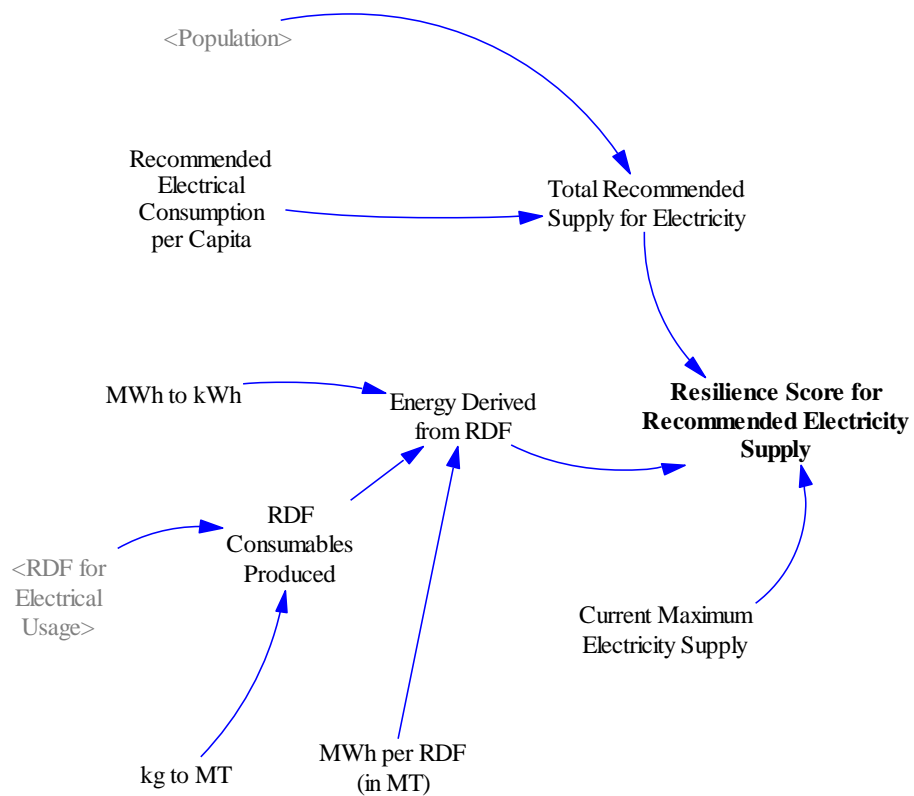 <Population>
Recommended
Electrical
Consumption
per Capita
Total Recommended
Supply for Electricity
MWh to kWh
Energy Derived
from RDF
Resilience Score for
Recommended Electricity
Supply
RDF
Consumables
Produced
<RDF for
Electrical
Usage>
Current Maximum
Electricity Supply
kg to MT
MWh per RDF
(in MT)